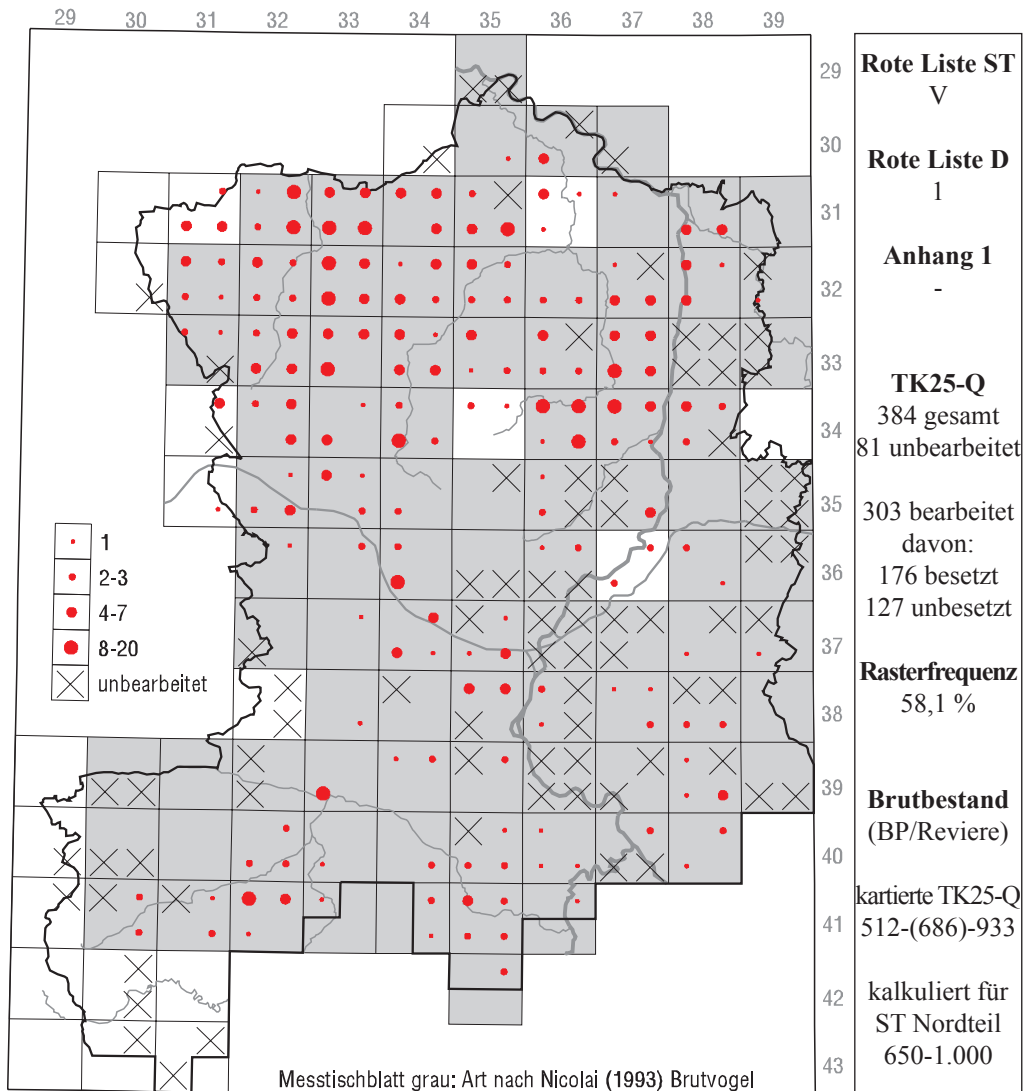 29 30 31 32 33 34 35 36 37 38 39
29
30
31
32
33
34
35
36
37
38
39
40
41
42
43
1
2-3
4-7
8-20
unbearbeitet
Messtischblatt grau: Art nach Nicolai (1993) Brutvogel
Rote Liste ST
V
Rote Liste D
1
Anhang 1
-
TK25-Q
384 gesamt
81 unbearbeitet
303 bearbeitet
davon:
176 besetzt
127 unbesetzt
Rasterfrequenz
58,1 %
Brutbestand
(BP/Reviere)
kartierte TK25-Q
512-(686)-933
kalkuliert für
ST Nordteil
650-1.000